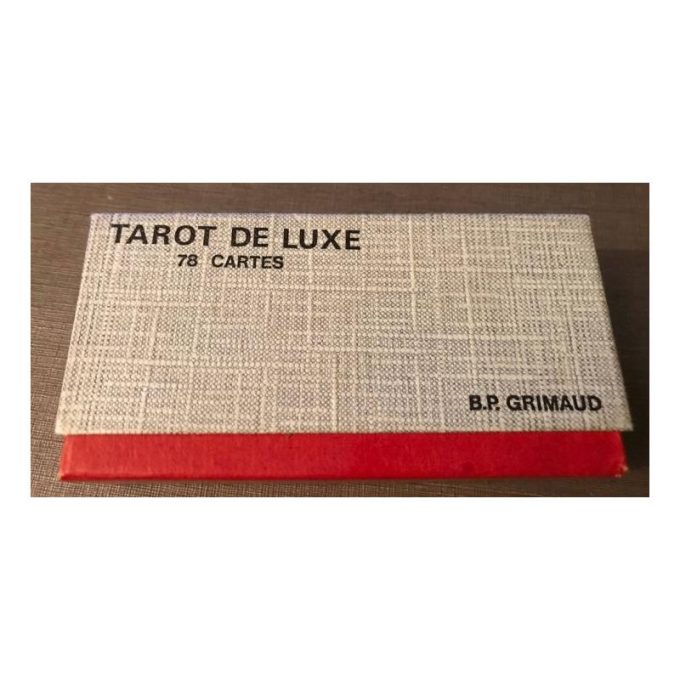 TAROT DE LUXE
78 CARTES
B.P. GRIMAUD